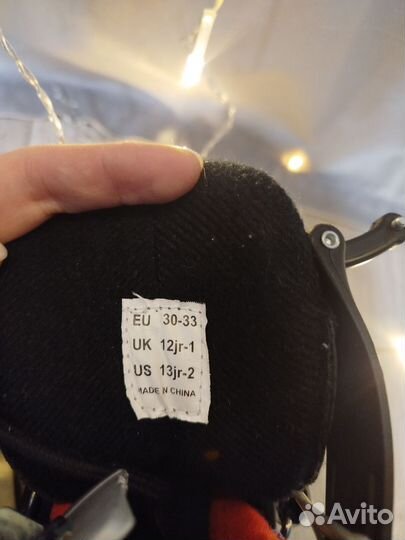 EU 30-33
UK 12jr-1
US 13jr-2
MADE IN CHINA
Avito